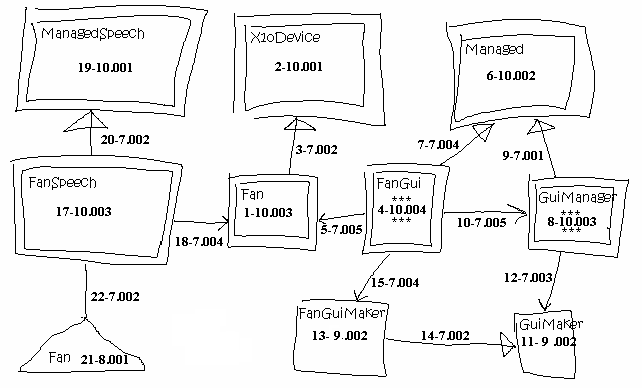 ManagedSpeech
19-10.001
X10Device
2-10.001
Managed
6-10.002
20-7.002
3-7.002
7-7.004
9-7.001
FanSpeech
17-10.003
Fan
1-10.003
FanGui
***
4-10.004
***
GuiManager
***
8-10.003
***
18-7.004
5-7.005
10-7.005
22-7.002
15-7.004
12-7.003
FanGuiMaker
13- 9 .002
14-7.002
GuiMaker
11- 9 .002
Fan 21-8.001